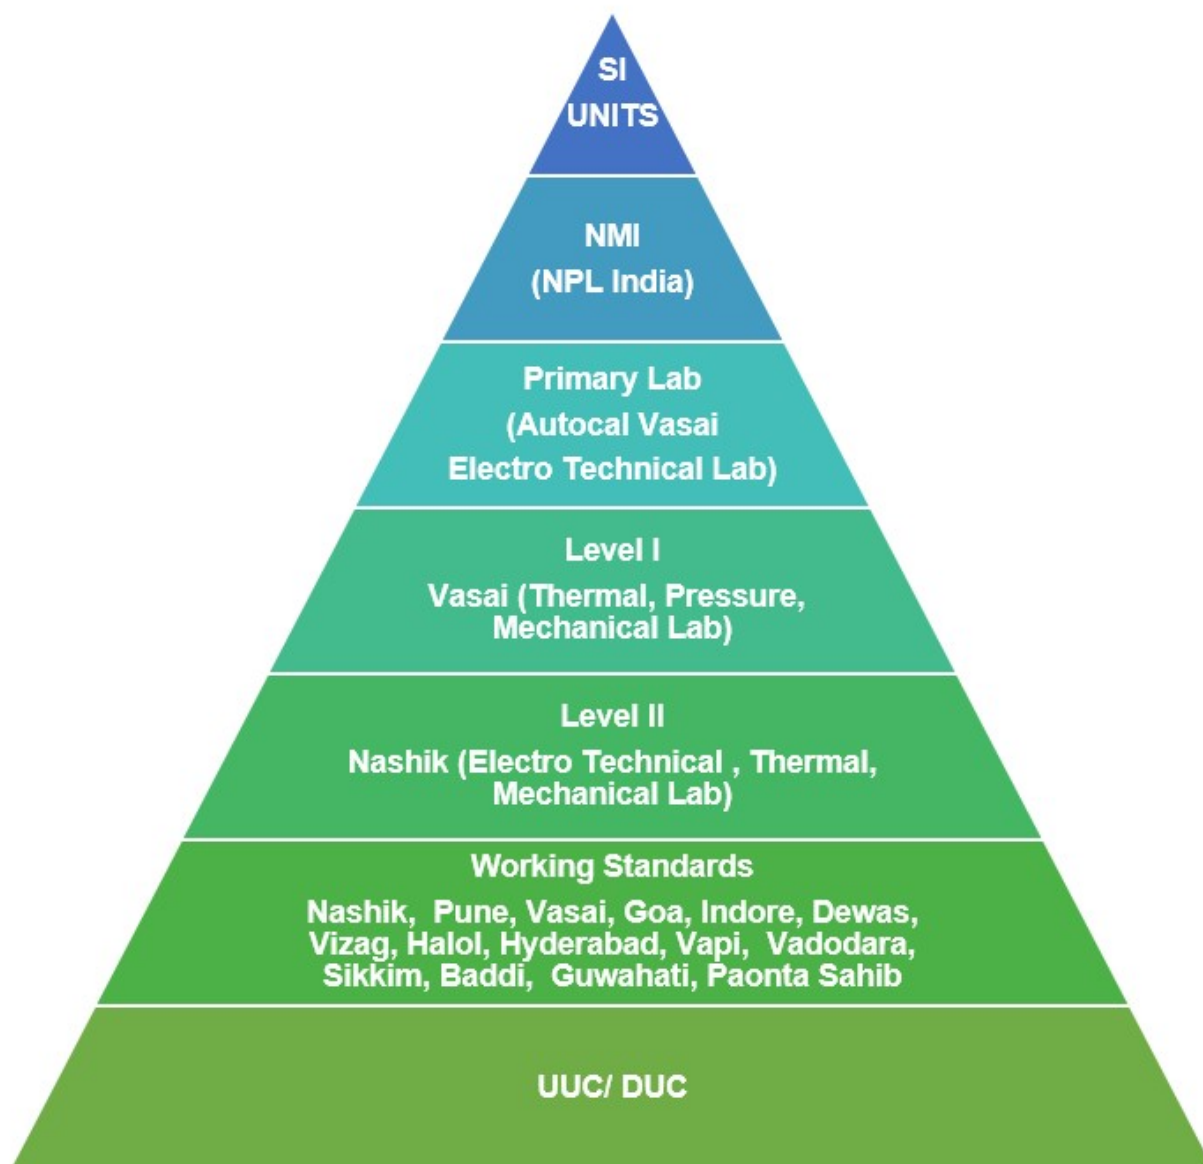 SI
UNITS
NMI
(NPL India)
Primary Lab
(Autocal Vasai
Electro Technical Lab)
Level I
Vasai (Thermal, Pressure,
Mechanical Lab)
Level II
Nashik (Electro Technical , Thermal,
Mechanical Lab)
Working Standards
Nashik,  Pune, Vasai, Goa, Indore, Dewas,
Vizag, Halol, Hyderabad, Vapi,  Vadodara,
Sikkim, Baddi,  Guwahati, Paonta Sahib
UUC/ DUC